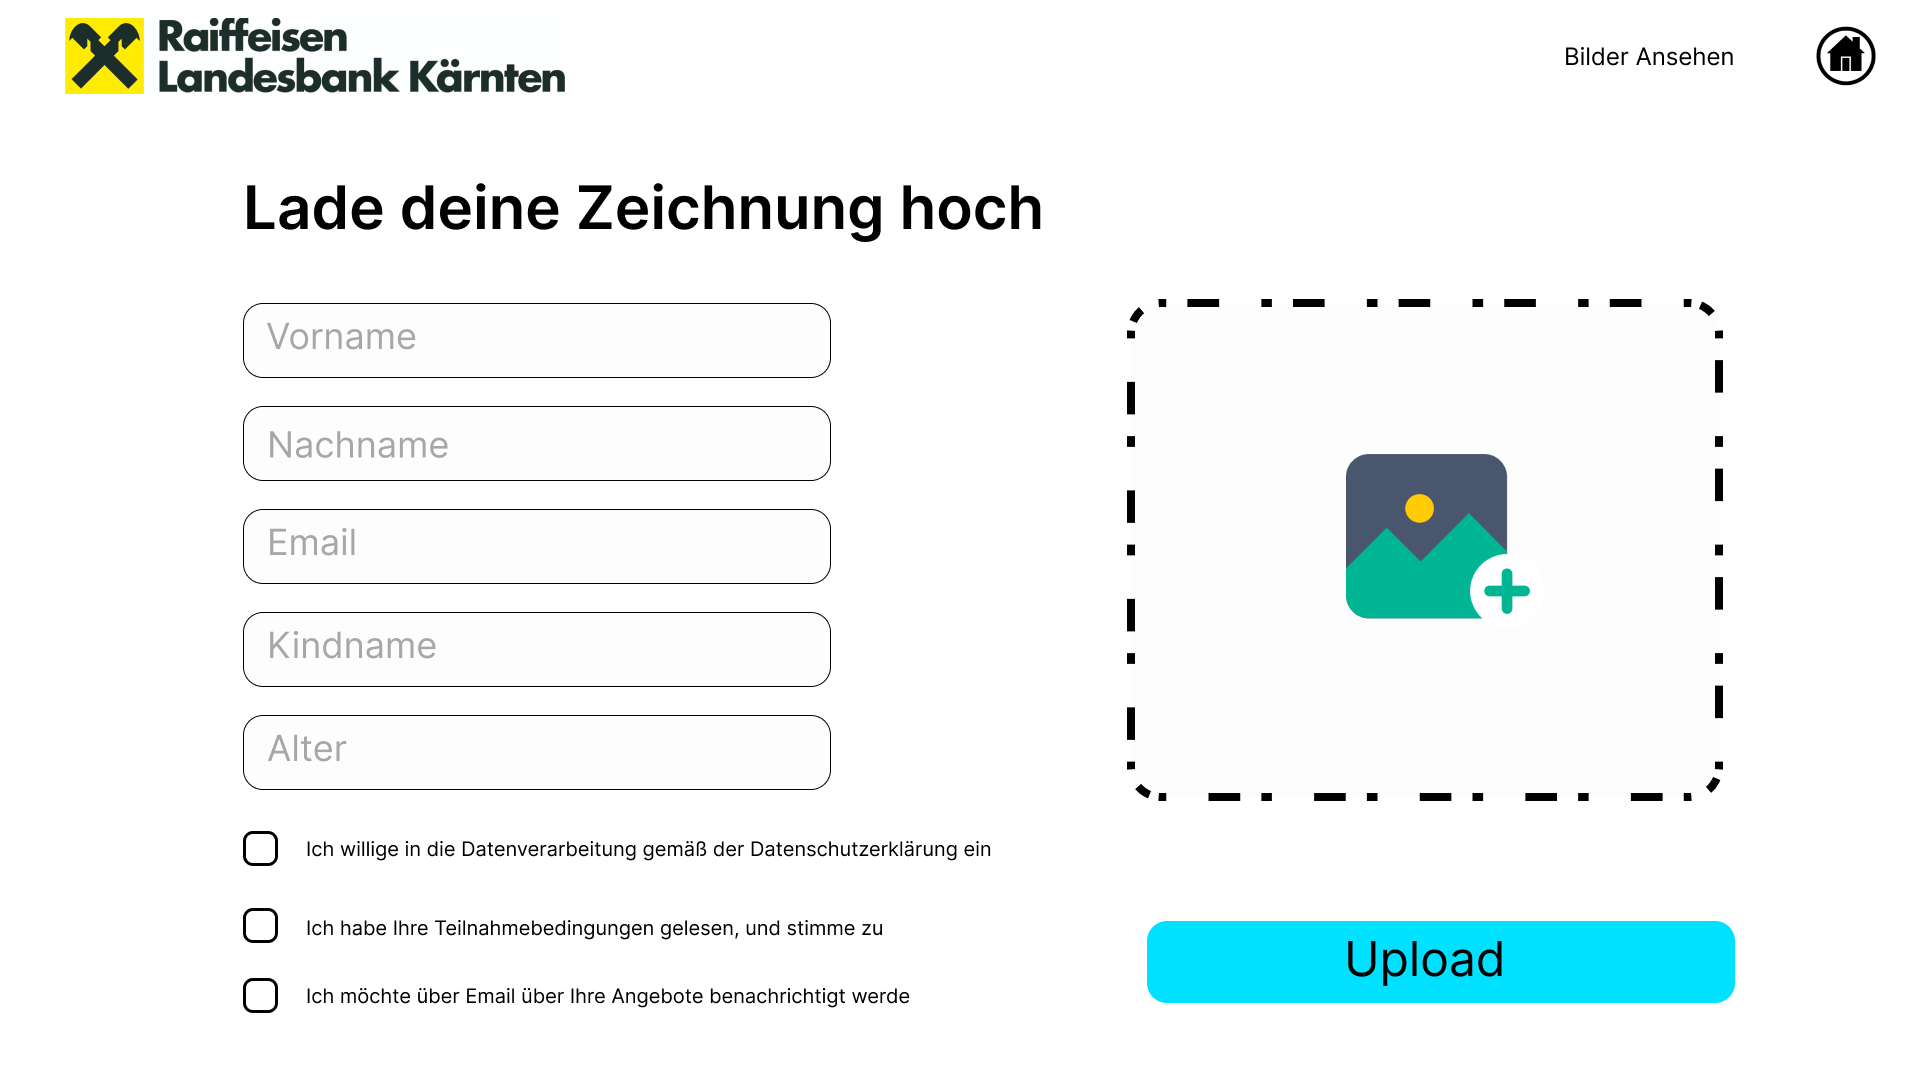 Raiffeisen
Landesbank Kärnten
Bilder Ansehen
Lade deine Zeichnung hoch
Vorname
Nachname
Email
Kindname
Alter
Ich willige in die Datenverarbeitung gemäß der Datenschutzerklärung ein
Ich habe Ihre Teilnahmebedingungen gelesen, und stimme zu
Ich möchte über Email über Ihre Angebote benachrichtigt werde
Upload